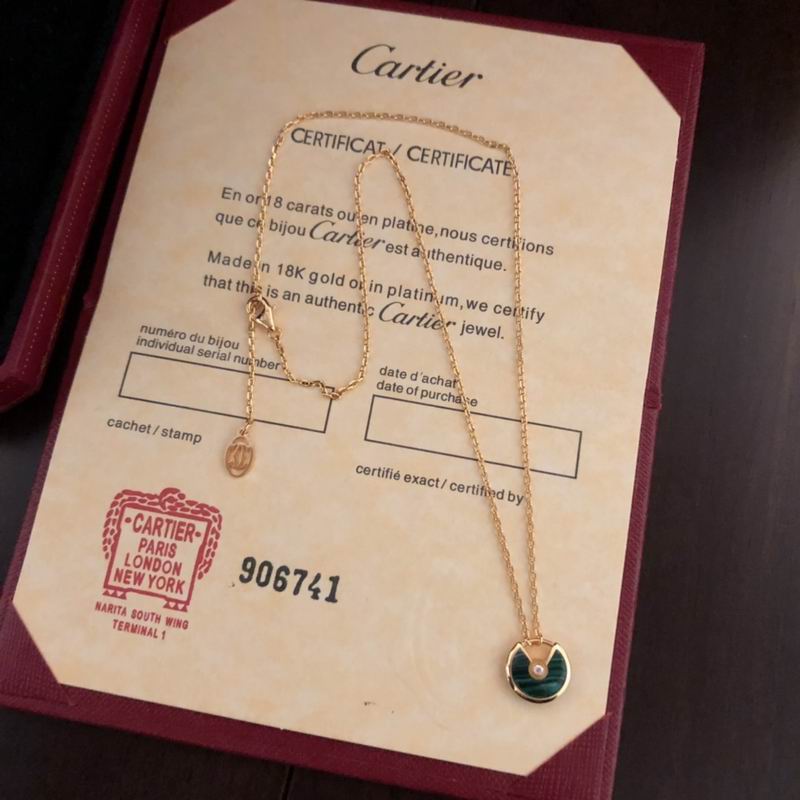 Cartier
CERTIFICAT / CERTIFICATE
En or 18 carats ou en platine, nous certifions
que ce bijou Cartier est authentique.
Made in 18K gold or in platinum, we certify
that this is an authentic Cartier jewel.
numéro du bijou
individual serial number
date d'achat
date of purchase
cachet / stamp
certifié exact / certified by
·CARTIER·
PARIS
LONDON
NEW YORK
NARITA SOUTH WING
TERMINAL 1
906741